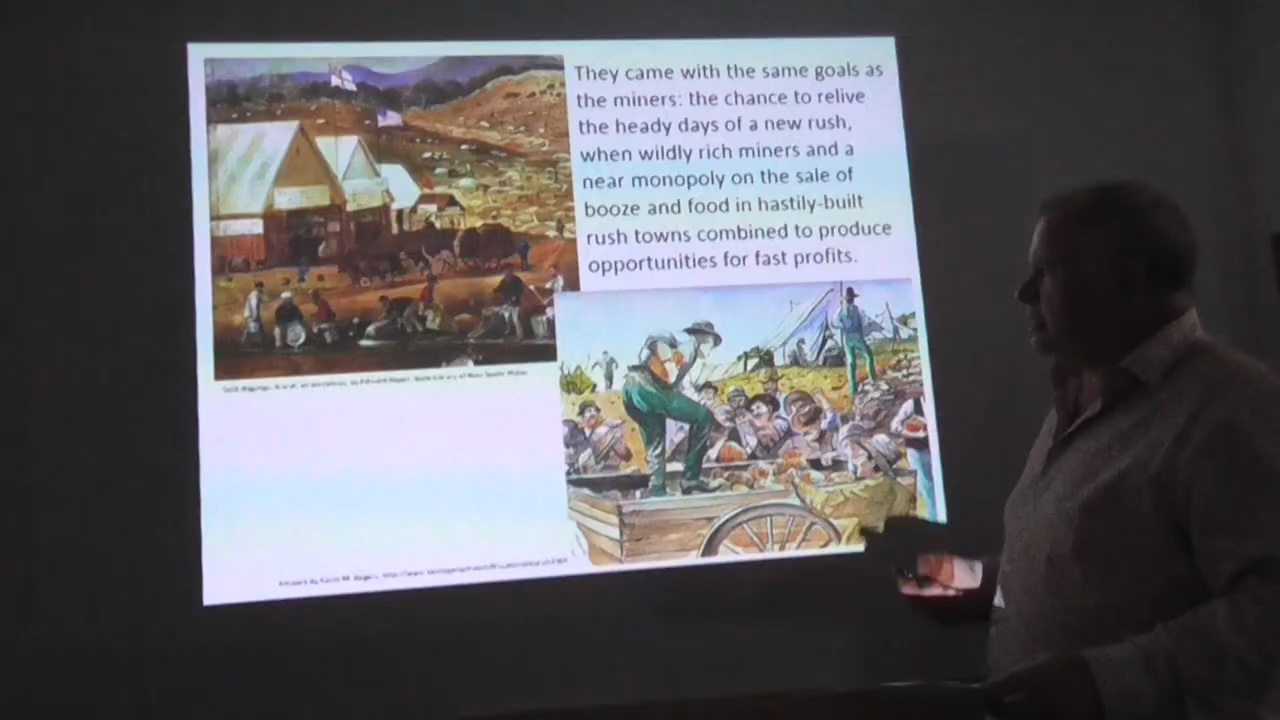 They came with the same goals as
the miners: the chance to relive
the heady days of a new rush,
when wildly rich miners and a
near monopoly on the sale of
booze and food in hastily-built
rush towns combined to produce
opportunities for fast profits.
Artwork by